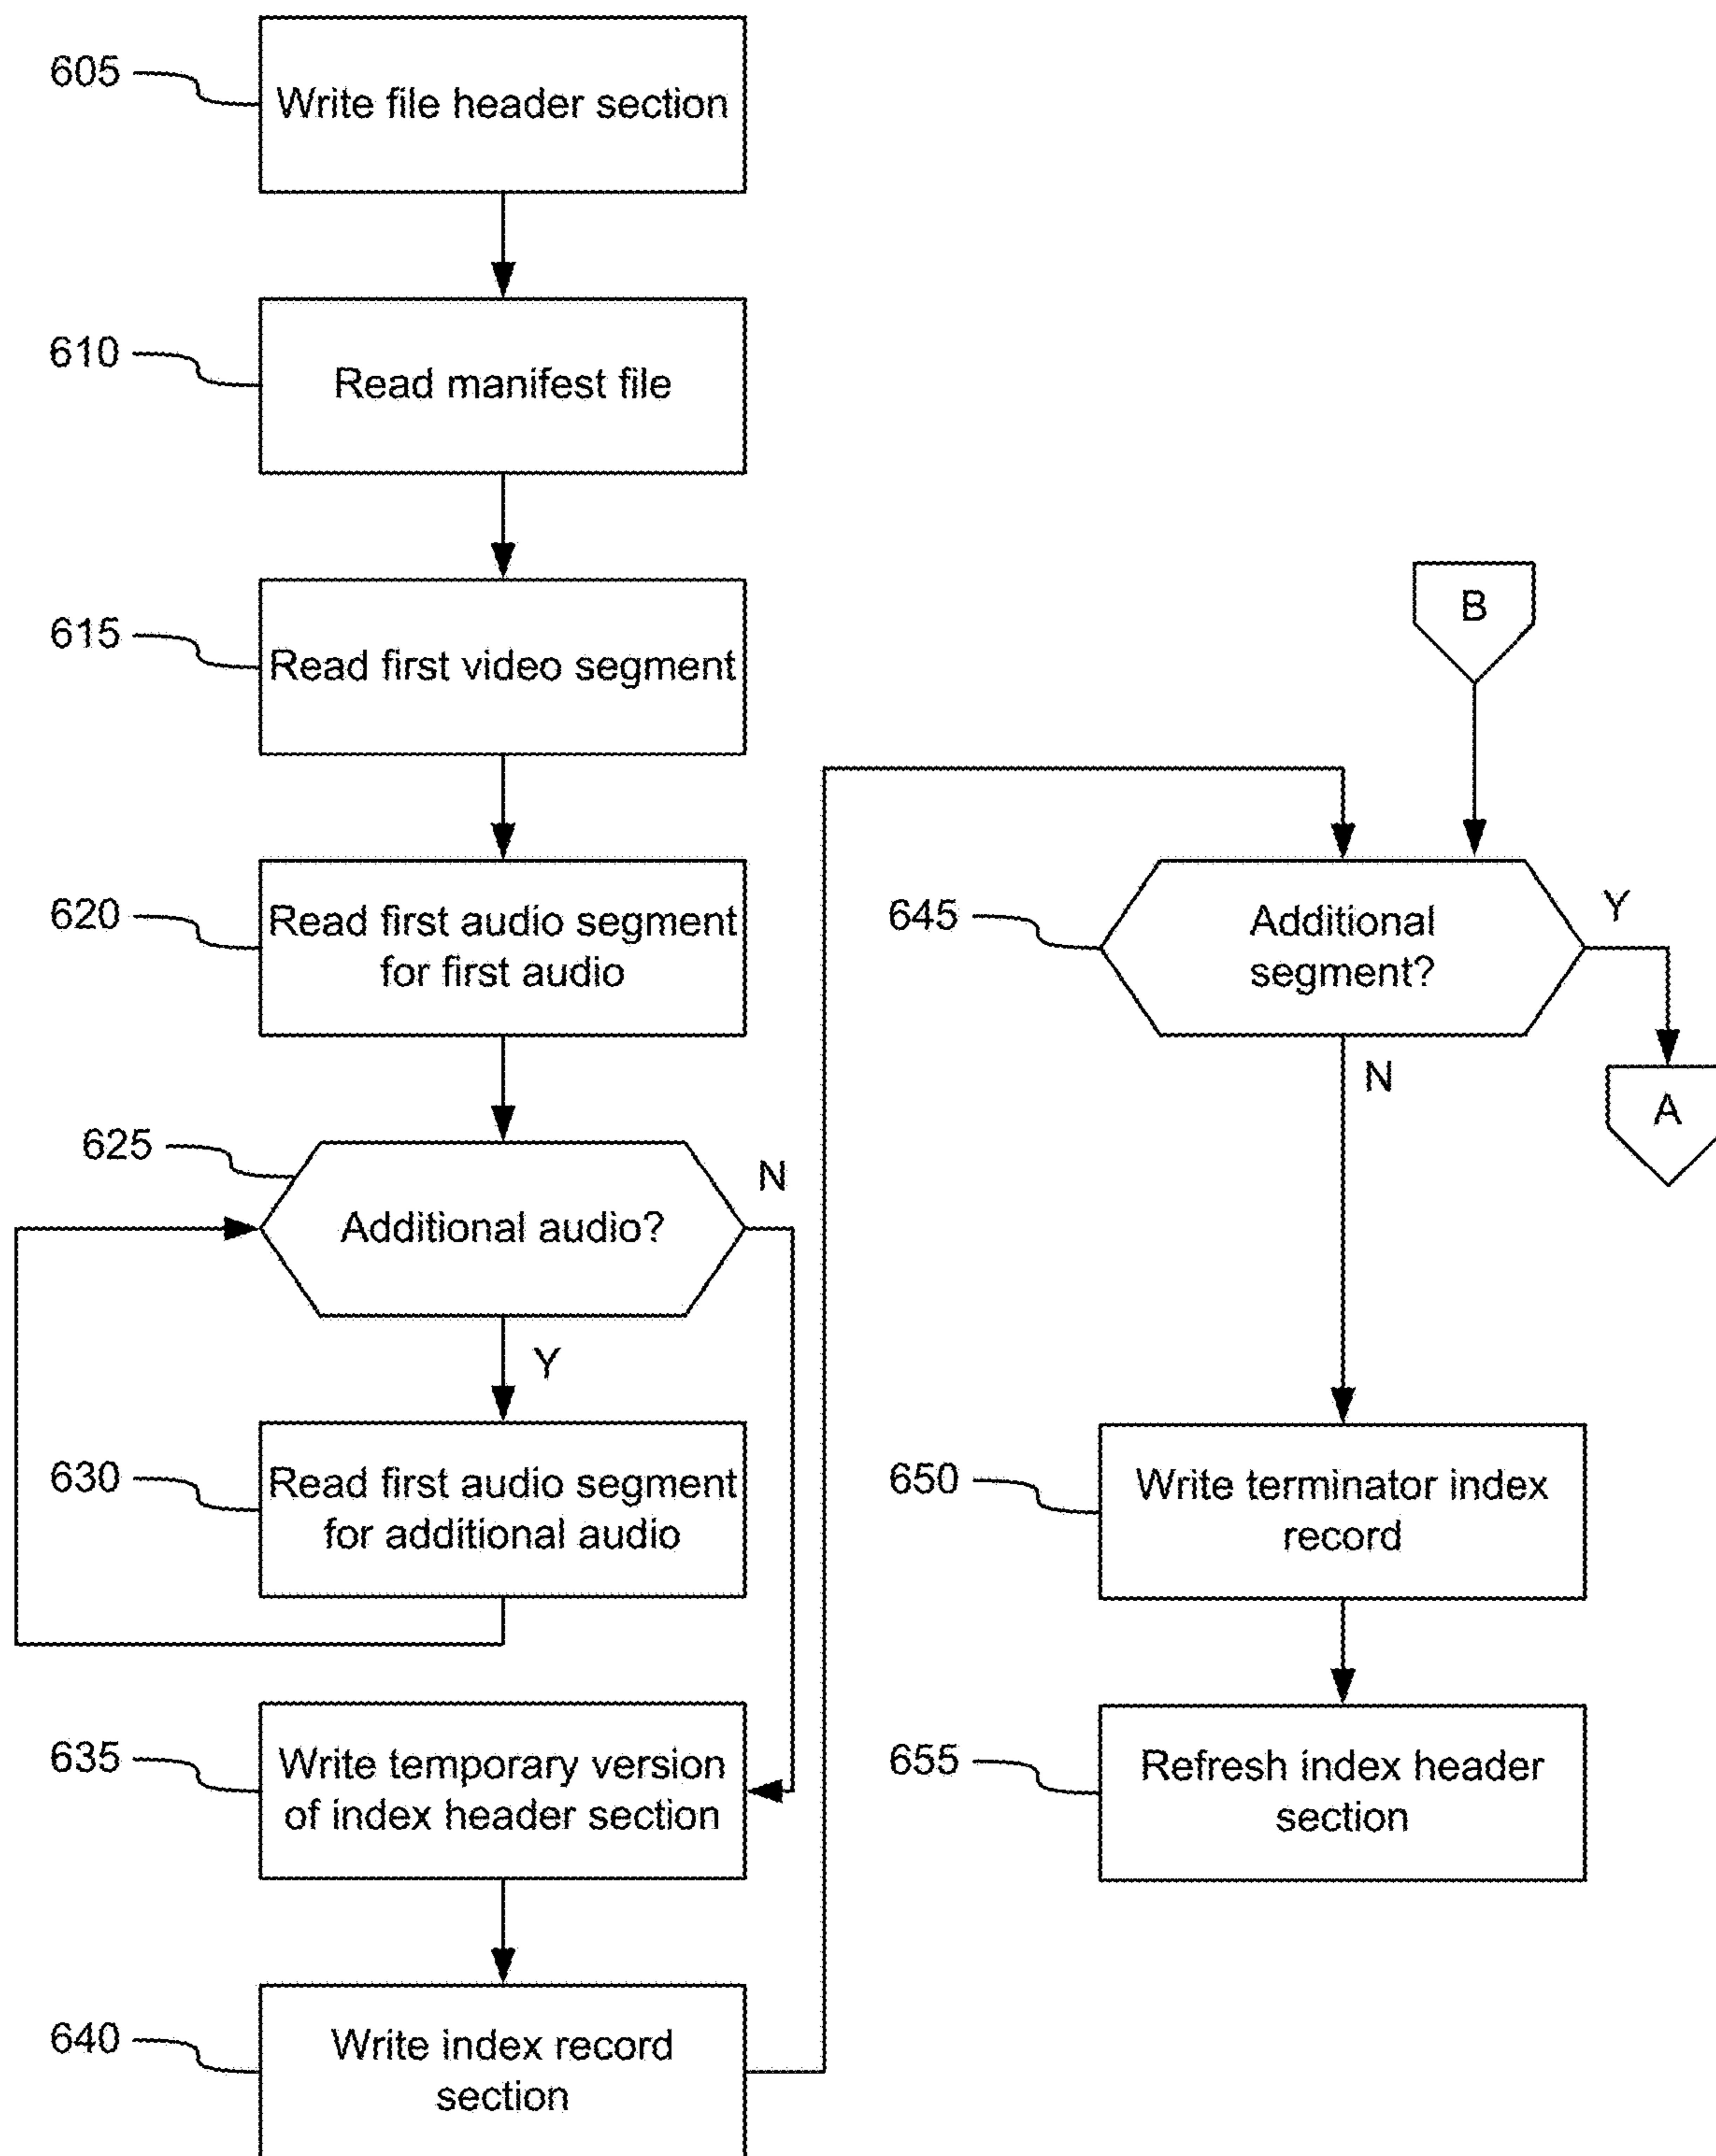 605
Write file header section
610
Read manifest file
615
Read first video segment
620
Read first audio segment
for first audio
625
Additional audio?
N
Y
630
Read first audio segment
for additional audio
635
Write temporary version
of index header section
640
Write index record
section
B
645
Additional
segment?
Y
A
N
650
Write terminator index
record
655
Refresh index header
section